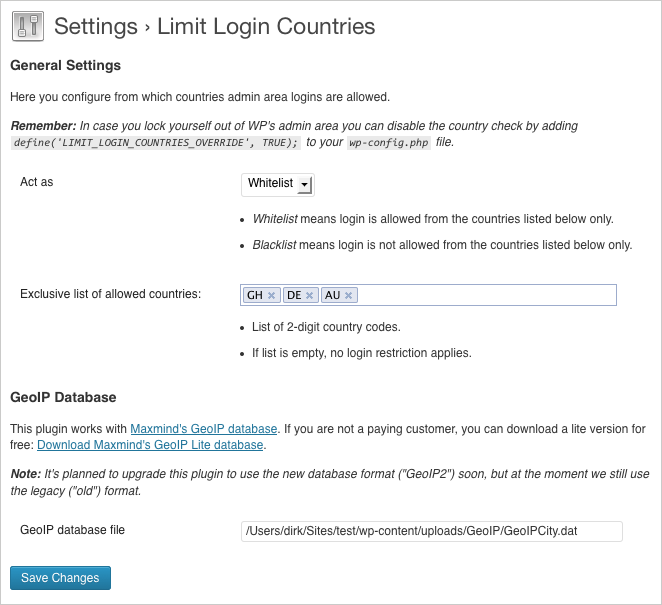 Settings › Limit Login Countries
General Settings
Here you configure from which countries admin area logins are allowed.
Remember: In case you lock yourself out of WP's admin area you can disable the country check by adding
define('LIMIT_LOGIN_COUNTRIES_OVERRIDE', TRUE); to your wp-config.php file.
Act as
Whitelist
• Whitelist means login is allowed from the countries listed below only.
• Blacklist means login is not allowed from the countries listed below only.
Exclusive list of allowed countries:
GH × DE × AU ×
• List of 2-digit country codes.
• If list is empty, no login restriction applies.
GeoIP Database
This plugin works with Maxmind's GeoIP database. If you are not a paying customer, you can download a lite version for
free: Download Maxmind's GeoIP Lite database.
Note: It's planned to upgrade this plugin to use the new database format ("GeoIP2") soon, but at the moment we still use
the legacy ("old") format.
GeoIP database file
/Users/dirk/Sites/test/wp-content/uploads/GeoIP/GeoIPCity.dat
Save Changes